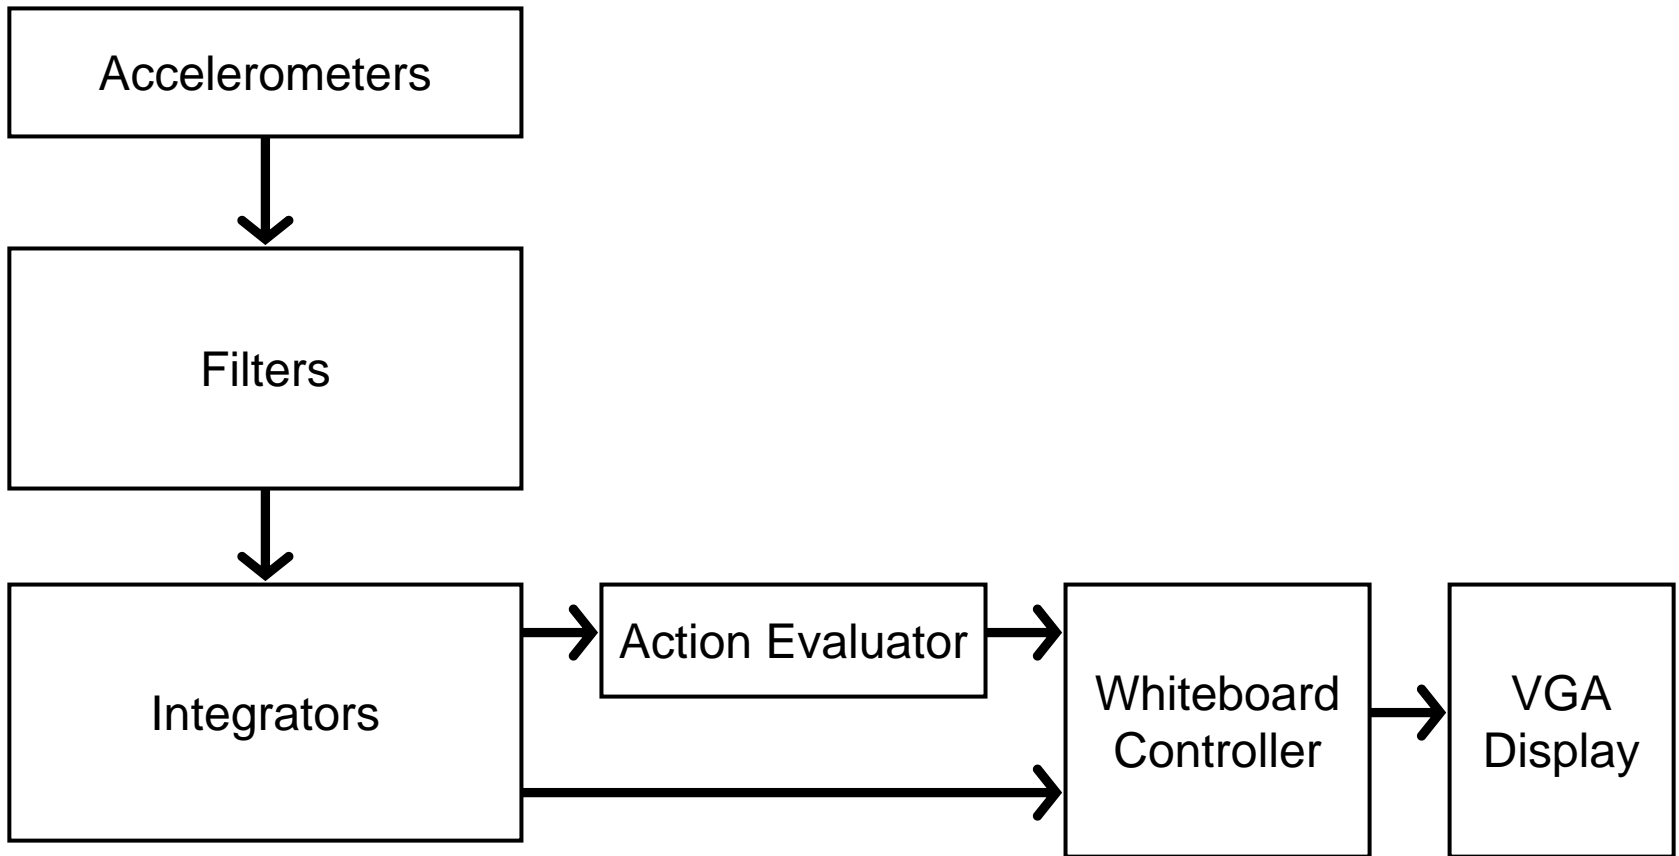 Accelerometers
Filters
Integrators
Action Evaluator
Whiteboard
Controller
VGA
Display